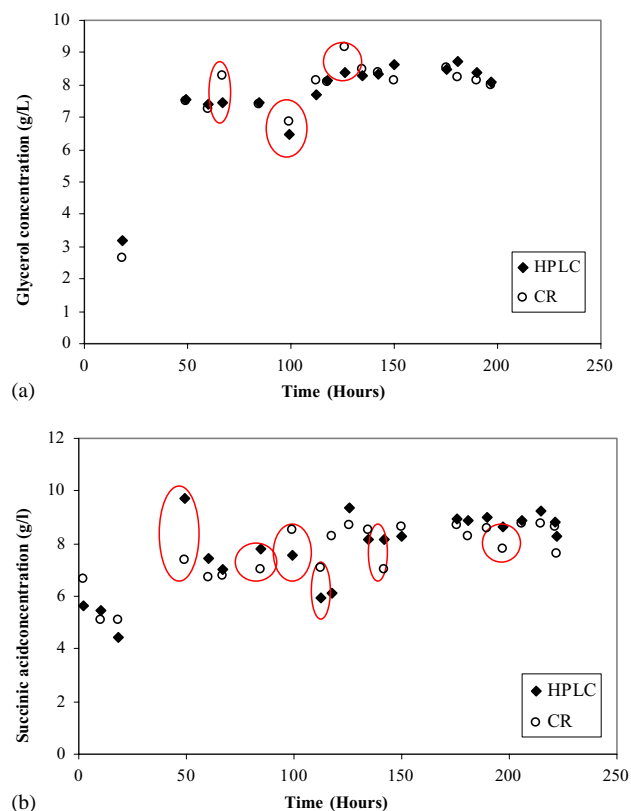 10
9
8
7
6
5
4
3
2
1
0
Glycerol concentration (g/L)
HPLC
CR
0 50 100 150 200 250
(a) Time (Hours)
12
10
8
6
4
2
0
Succinic acidconcentration (g/l)
HPLC
CR
0 50 100 150 200 250
(b) Time (Hours)